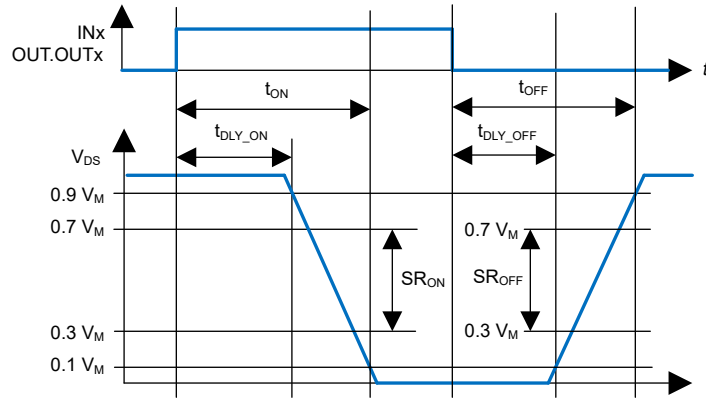 INx
OUT.OUTx
t
tON
tOFF
tDLY_ON
tDLY_OFF
VDS
0.9 VM
0.7 VM
0.7 VM
SRON
SROFF
0.3 VM
0.3 VM
0.1 VM